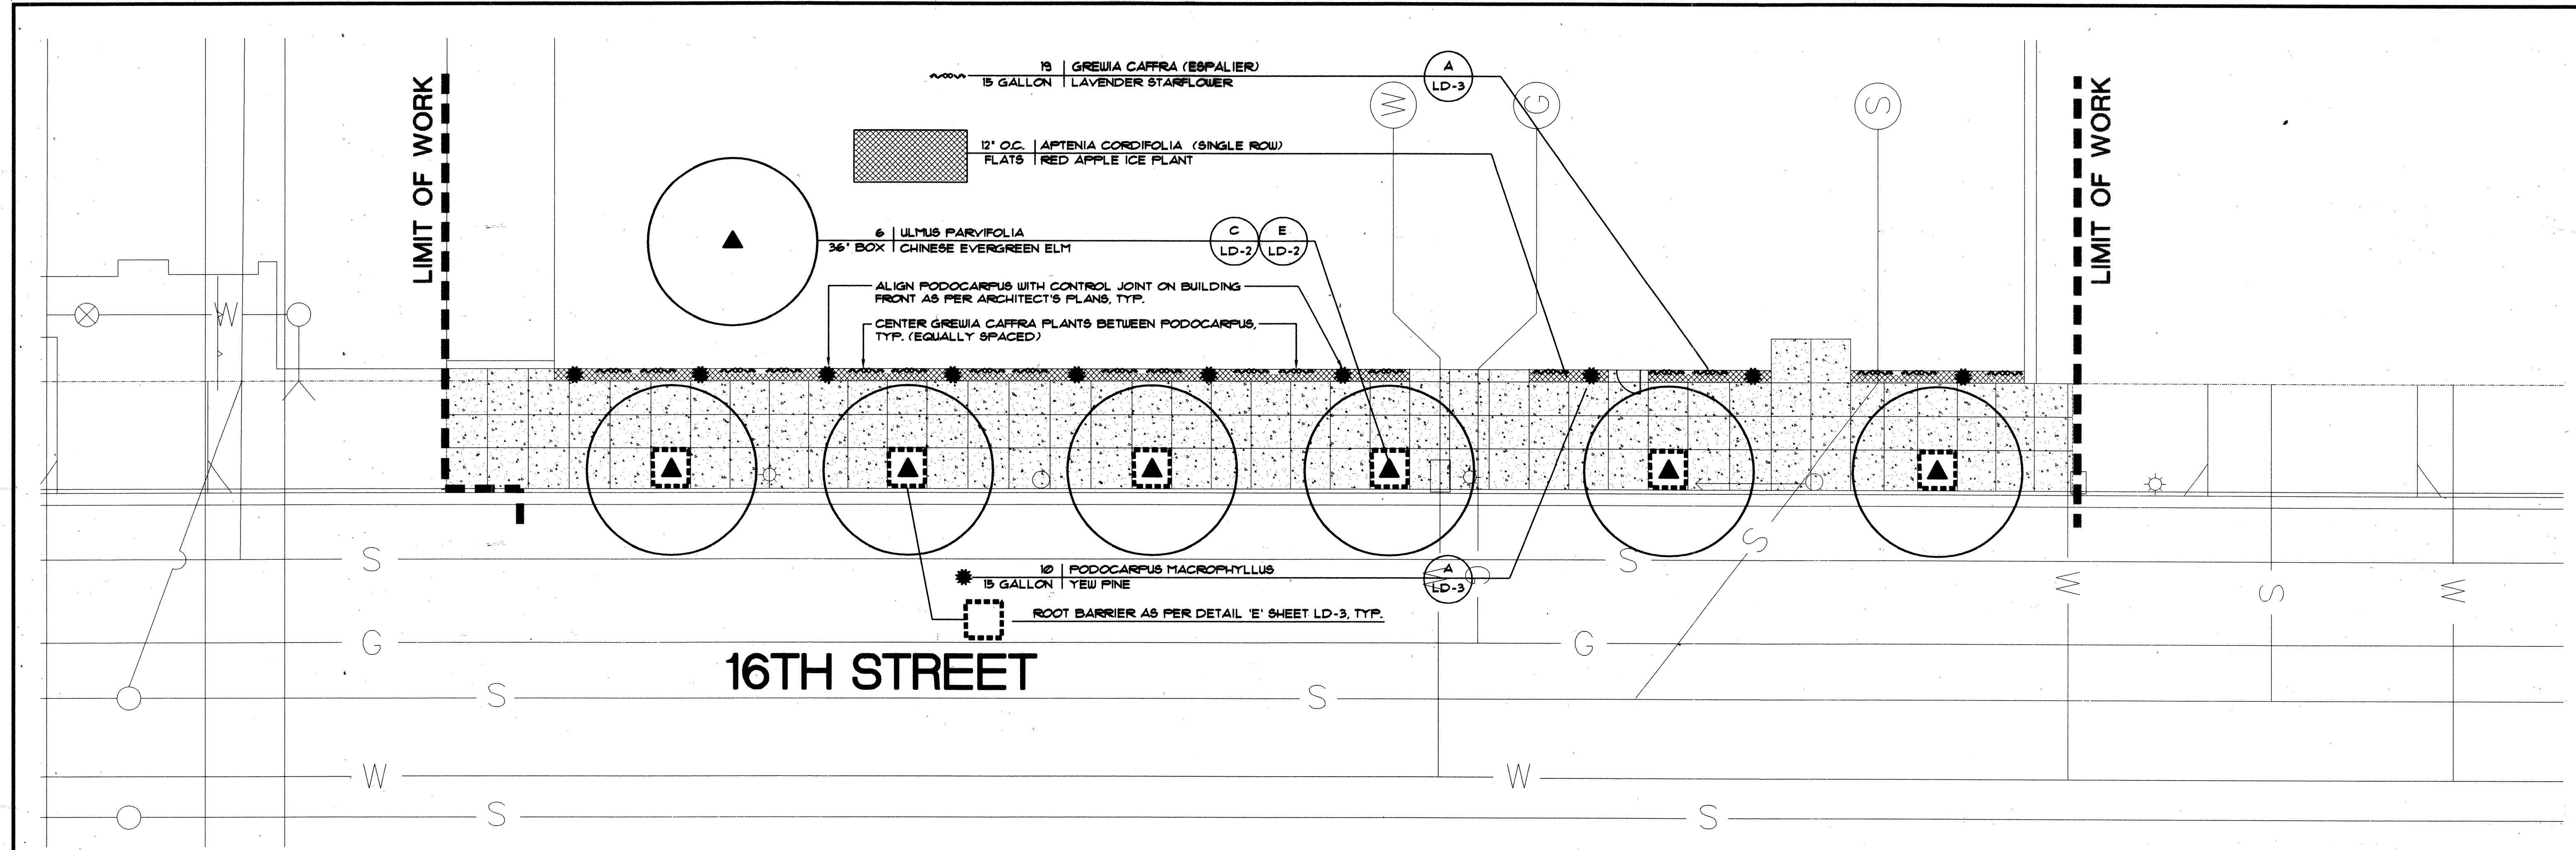 LIMIT OF WORK
19 GREWIA CAFFRA (ESPALIER)
15 GALLON LAVENDER STARFLOWER
A
LD-3
W
G
S
LIMIT OF WORK
12" O.C. APTENIA CORDIFOLIA (SINGLE ROW)
FLATS RED APPLE ICE PLANT
6 ULMUS PARVIFOLIA
36" BOX CHINESE EVERGREEN ELM
C
LD-2
E
LD-2
ALIGN PODOCARPUS WITH CONTROL JOINT ON BUILDING
FRONT AS PER ARCHITECT'S PLANS, TYP.
W
CENTER GREWIA CAFFRA PLANTS BETWEEN PODOCARPUS,
TYP. (EQUALLY SPACED)
S
S
S
10 PODOCARPUS MACROPHYLLUS
15 GALLON YEW PINE
A
LD-3
W
G
W
S
W
ROOT BARRIER AS PER DETAIL 'E' SHEET LD-3, TYP.
G
G
16TH STREET
S
S
W
W
S
S